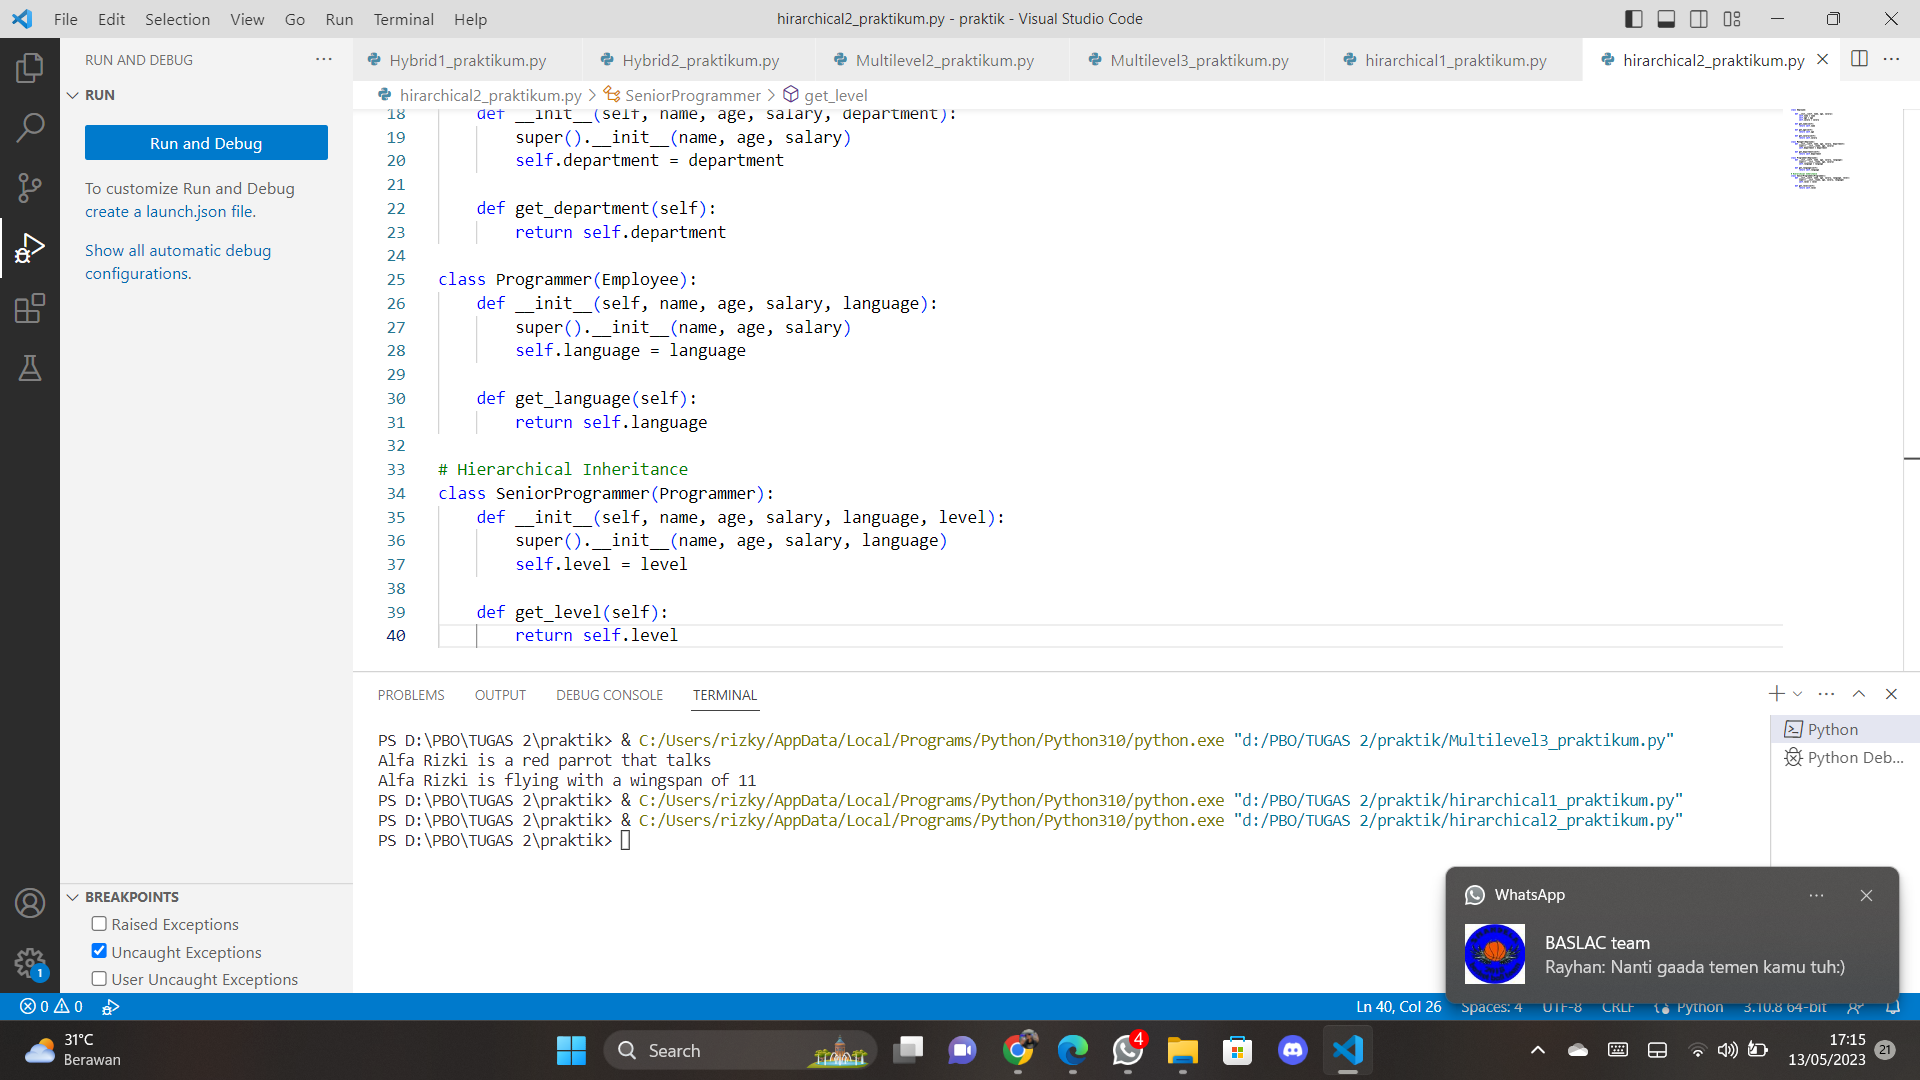 File Edit Selection View Go Run Terminal Help
hirarchical2_praktikum.py - praktik - Visual Studio Code
RUN AND DEBUG
RUN
Run and Debug
To customize Run and Debug
create a launch.json file.
Show all automatic debug
configurations.
Hybrid1_praktikum.py Hybrid2_praktikum.py Multilevel2_praktikum.py Multilevel3_praktikum.py hirarchical1_praktikum.py hirarchical2_praktikum.py
hirarchical2_praktikum.py > SeniorProgrammer > get_level
18 def __init__(self, name, age, salary, department):
19 super().__init__(name, age, salary)
20 self.department = department
21
22 def get_department(self):
23 return self.department
24
25 class Programmer(Employee):
26 def __init__(self, name, age, salary, language):
27 super().__init__(name, age, salary)
28 self.language = language
29
30 def get_language(self):
31 return self.language
32
33 # Hierarchical Inheritance
34 class SeniorProgrammer(Programmer):
35 def __init__(self, name, age, salary, language, level):
36 super().__init__(name, age, salary, language)
37 self.level = level
38
39 def get_level(self):
40 return self.level
PROBLEMS OUTPUT DEBUG CONSOLE TERMINAL
PS D:\PBO\TUGAS 2\praktik> & C:/Users/rizky/AppData/Local/Programs/Python/Python310/python.exe "d:/PBO/TUGAS 2/praktik/Multilevel3_praktikum.py"
Alfa Rizki is a red parrot that talks
Alfa Rizki is flying with a wingspan of 11
PS D:\PBO\TUGAS 2\praktik> & C:/Users/rizky/AppData/Local/Programs/Python/Python310/python.exe "d:/PBO/TUGAS 2/praktik/hirarchical1_praktikum.py"
PS D:\PBO\TUGAS 2\praktik> & C:/Users/rizky/AppData/Local/Programs/Python/Python310/python.exe "d:/PBO/TUGAS 2/praktik/hirarchical2_praktikum.py"
PS D:\PBO\TUGAS 2\praktik>
Python
Python Deb...
BREAKPOINTS
Raised Exceptions
Uncaught Exceptions
User Uncaught Exceptions
1
WhatsApp
BASLAC team
Rayhan: Nanti gaada temen kamu tuh:)
0 0
Ln 40, Col 26 Spaces: 4 UTF-8 CRLF Python 3.10.8 64-bit
31°C
Berawan
Search
4
17:15
13/05/2023
21